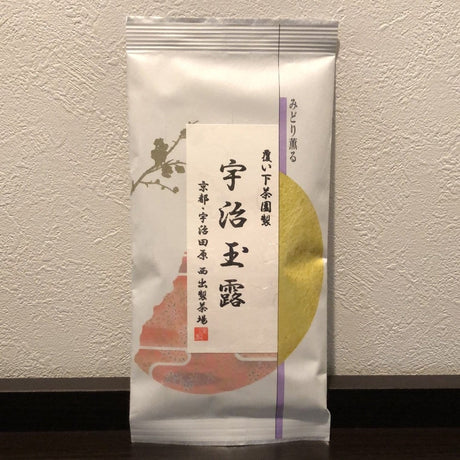 みどり薫る
覆い下茶園製
宇治玉露
京都・宇治田原 西出製茶場